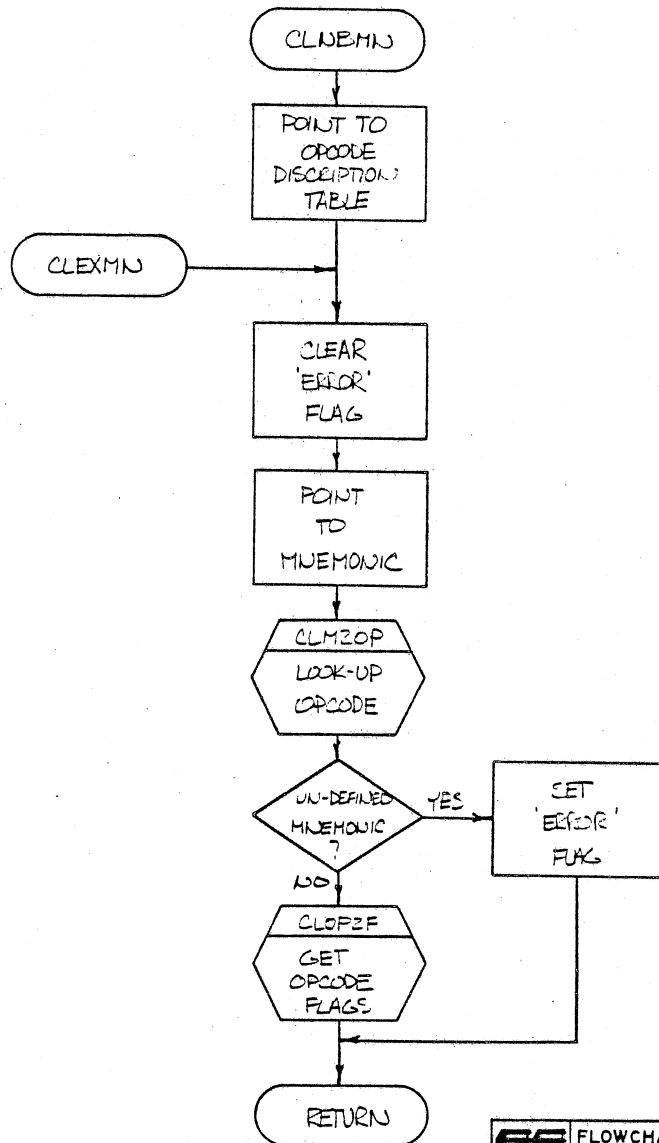 CLNBMN
POINT TO
OPCODE
DISCRIPTION
TABLE
CLEXMN
CLEAR
'ERROR'
FLAG
POINT
TO
MNEMONIC
CLM2OP
LOOK-UP
OPCODE
UN-DEFINED
MNEMONIC
?
YES
SET
'ERROR'
FLAG
NO
CLOP2F
GET
OPCODE
FLAGS
RETURN
FLOWCHA